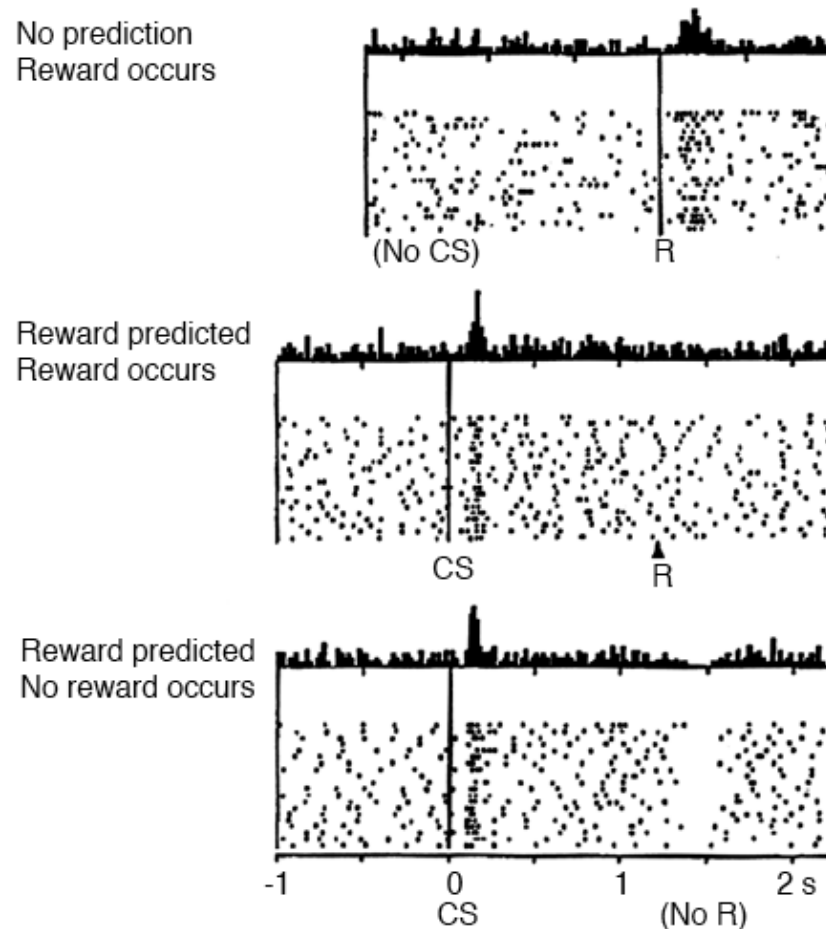 No prediction
Reward occurs
(No CS) R
Reward predicted
Reward occurs
CS R
Reward predicted
No reward occurs
-1 0 1 2 s
CS (No R)